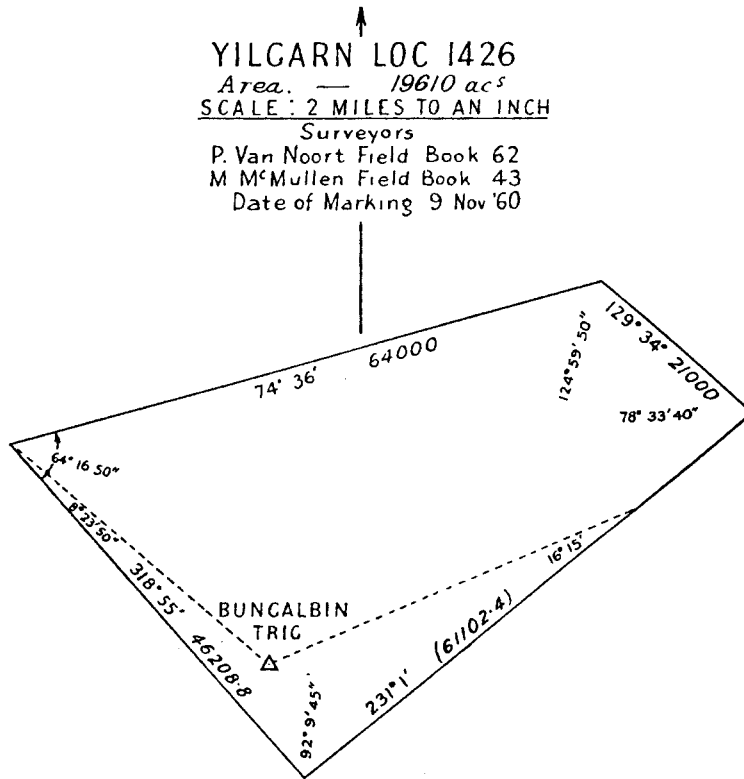 YILGARN LOC 1426
Area. — 19610 acs
SCALE : 2 MILES TO AN INCH
Surveyors
P. Van Noort Field Book 62
M McMullen Field Book 43
Date of Marking 9 Nov '60
129° 34' 21000
124° 59' 50"
74° 36' 64000
78° 33' 40"
64° 16 50"
8° 23' 50"
16° 15'
318° 55' 46208·8
BUNGALBIN
TRIG
231° 1' (61102·4)
92° 9' 45"